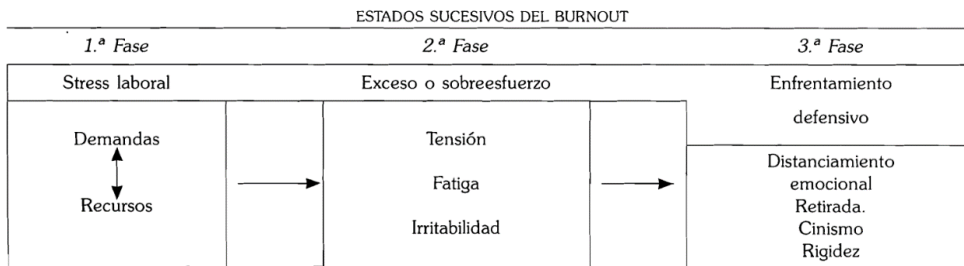 ESTADOS SUCESIVOS DEL BURNOUT
1.ª Fase 2.ª Fase 3.ª Fase
Stress laboral Exceso o sobreesfuerzo Enfrentamiento
defensivo
Demandas Tensión
Distanciamiento
emocional
Fatiga
Recursos Retirada.
Irritabilidad Cinismo
Rigidez